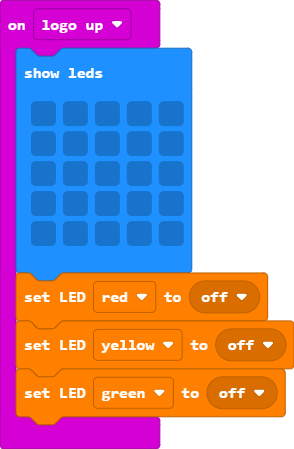 on logo up
show leds
set LED red to off
set LED yellow to off
set LED green to off